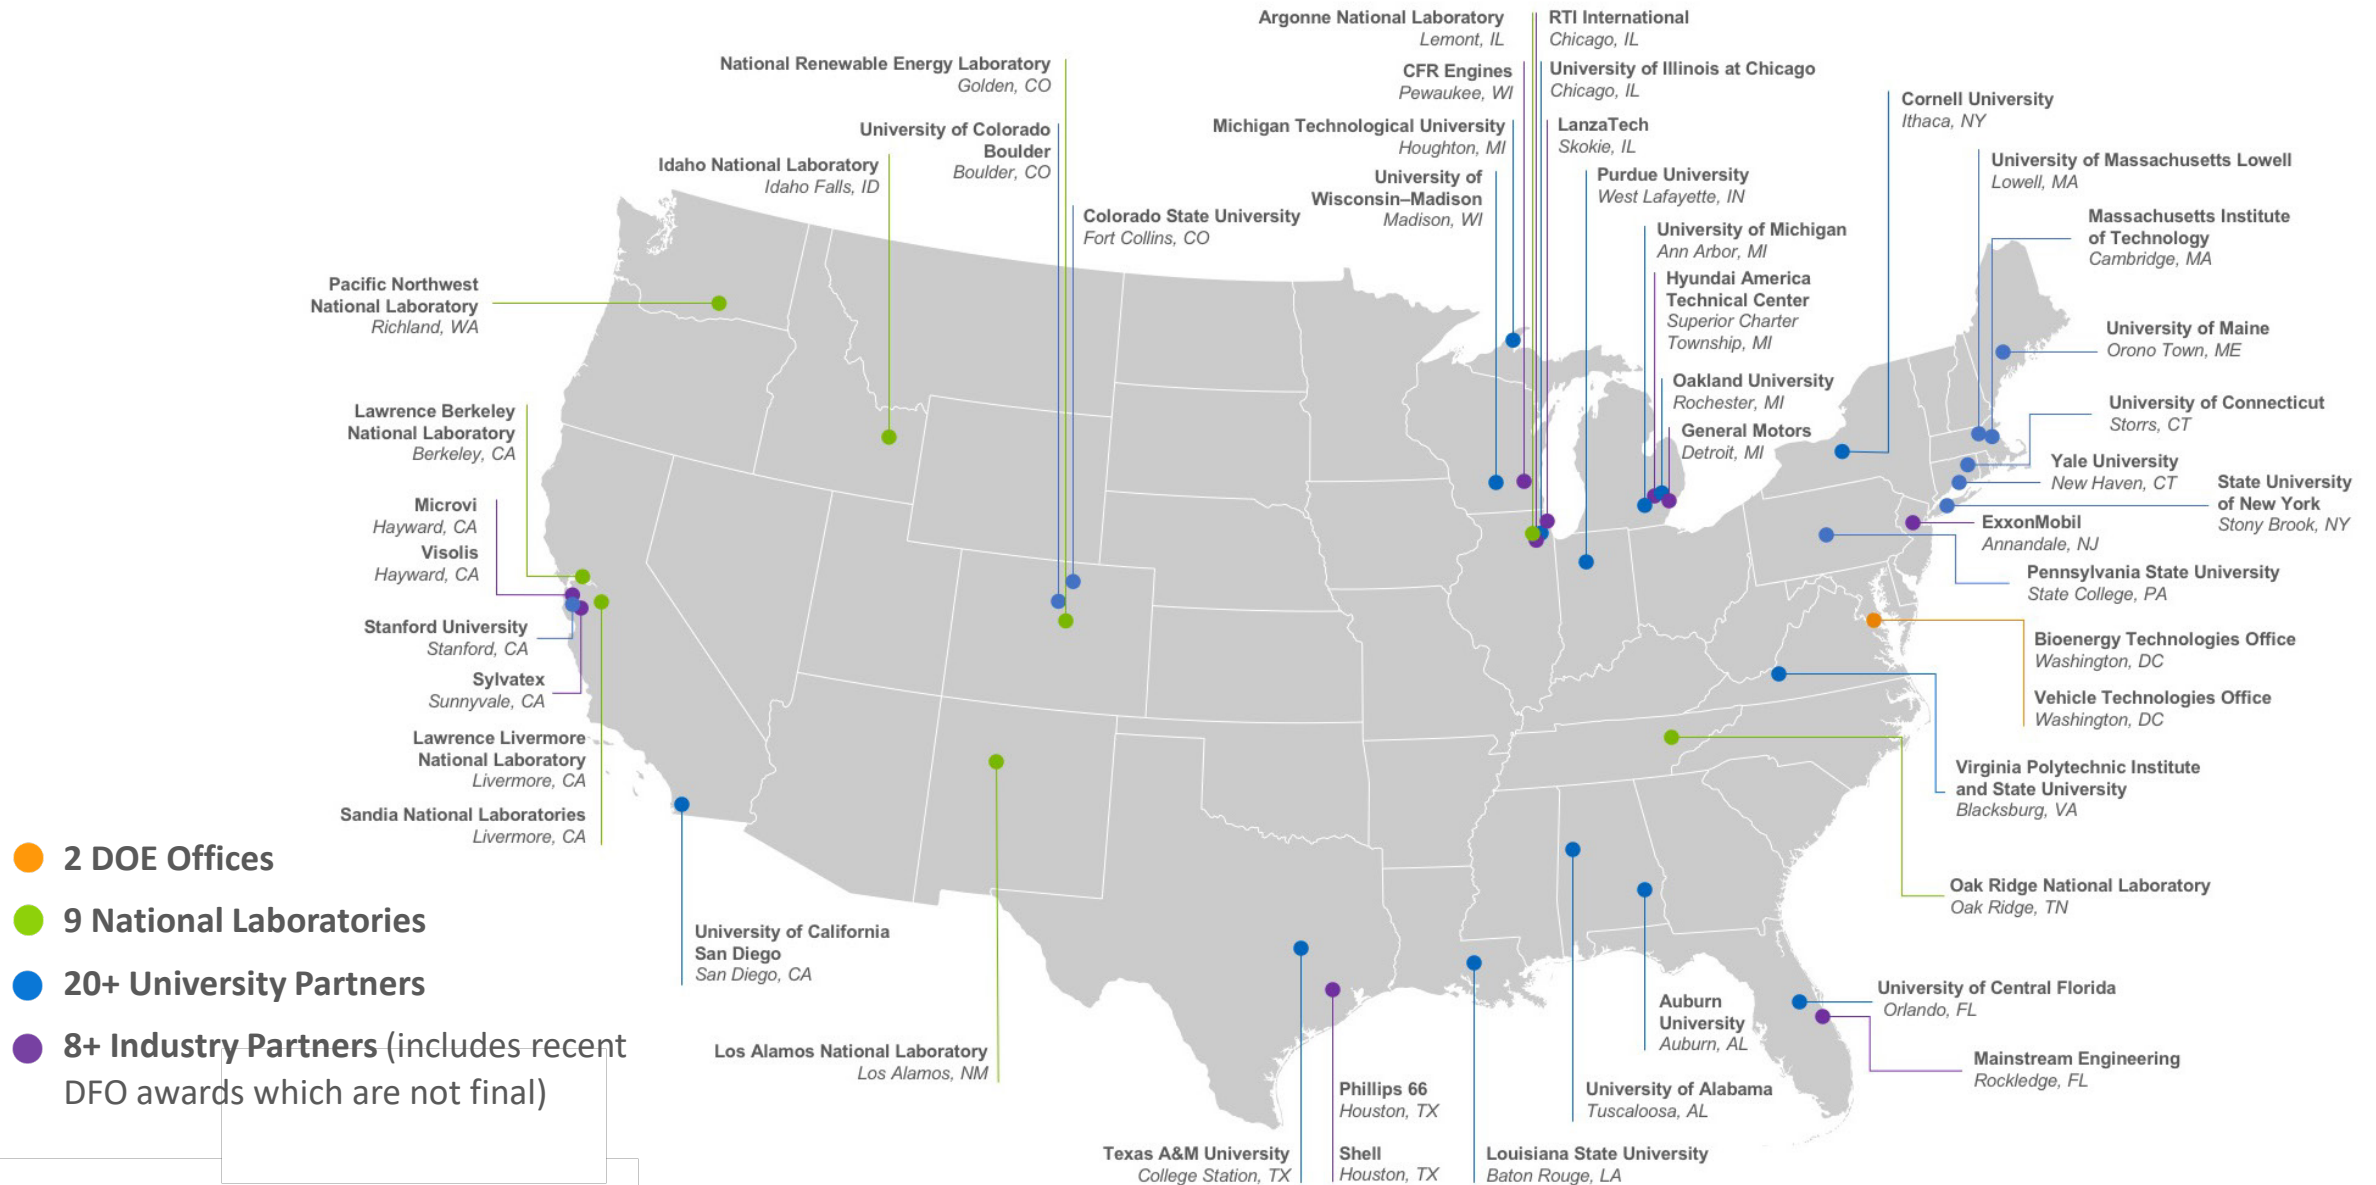 Argonne National Laboratory
Lemont, IL
RTI International
Chicago, IL
National Renewable Energy Laboratory
Golden, CO
CFR Engines
Pewaukee, WI
University of Illinois at Chicago
Chicago, IL
Cornell University
Ithaca, NY
University of Colorado
Boulder
Boulder, CO
Michigan Technological University
Houghton, MI
LanzaTech
Skokie, IL
Idaho National Laboratory
Idaho Falls, ID
University of
Wisconsin–Madison
Madison, WI
Purdue University
West Lafayette, IN
University of Massachusetts Lowell
Lowell, MA
Colorado State University
Fort Collins, CO
University of Michigan
Ann Arbor, MI
Massachusetts Institute
of Technology
Cambridge, MA
Pacific Northwest
National Laboratory
Richland, WA
Hyundai America
Technical Center
Superior Charter
Township, MI
University of Maine
Orono Town, ME
Lawrence Berkeley
National Laboratory
Berkeley, CA
Oakland University
Rochester, MI
General Motors
Detroit, MI
University of Connecticut
Storrs, CT
Yale University
New Haven, CT
State University
of New York
Stony Brook, NY
Microvi
Hayward, CA
Visolis
Hayward, CA
ExxonMobil
Annandale, NJ
Pennsylvania State University
State College, PA
Stanford University
Stanford, CA
Sylvatex
Sunnyvale, CA
Bioenergy Technologies Office
Washington, DC
Vehicle Technologies Office
Washington, DC
Lawrence Livermore
National Laboratory
Livermore, CA
Sandia National Laboratories
Livermore, CA
Virginia Polytechnic Institute
and State University
Blacksburg, VA
2 DOE Offices
9 National Laboratories
20+ University Partners
8+ Industry Partners (includes recent
DFO awards which are not final)
Oak Ridge National Laboratory
Oak Ridge, TN
University of California
San Diego
San Diego, CA
University of Central Florida
Orlando, FL
Auburn
University
Auburn, AL
Los Alamos National Laboratory
Los Alamos, NM
Mainstream Engineering
Rockledge, FL
Phillips 66
Houston, TX
University of Alabama
Tuscaloosa, AL
Texas A&M University
College Station, TX
Shell
Houston, TX
Louisiana State University
Baton Rouge, LA